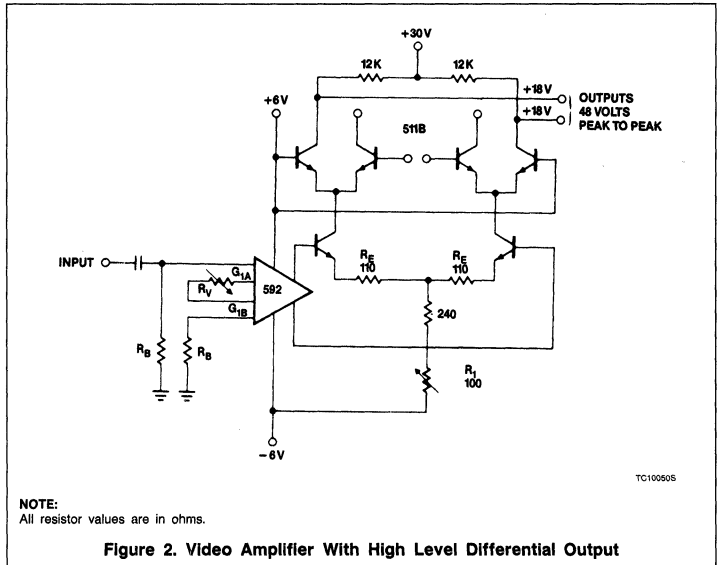 +30V
12K 12K
+6V
+18V
+18V
OUTPUTS
48 VOLTS
PEAK TO PEAK
511B
INPUT
G1A
RV
592
G1B
RE
110
RE
110
240
RB
RB
R1
100
−6V
TC10050S
NOTE:
All resistor values are in ohms.
Figure 2. Video Amplifier With High Level Differential Output